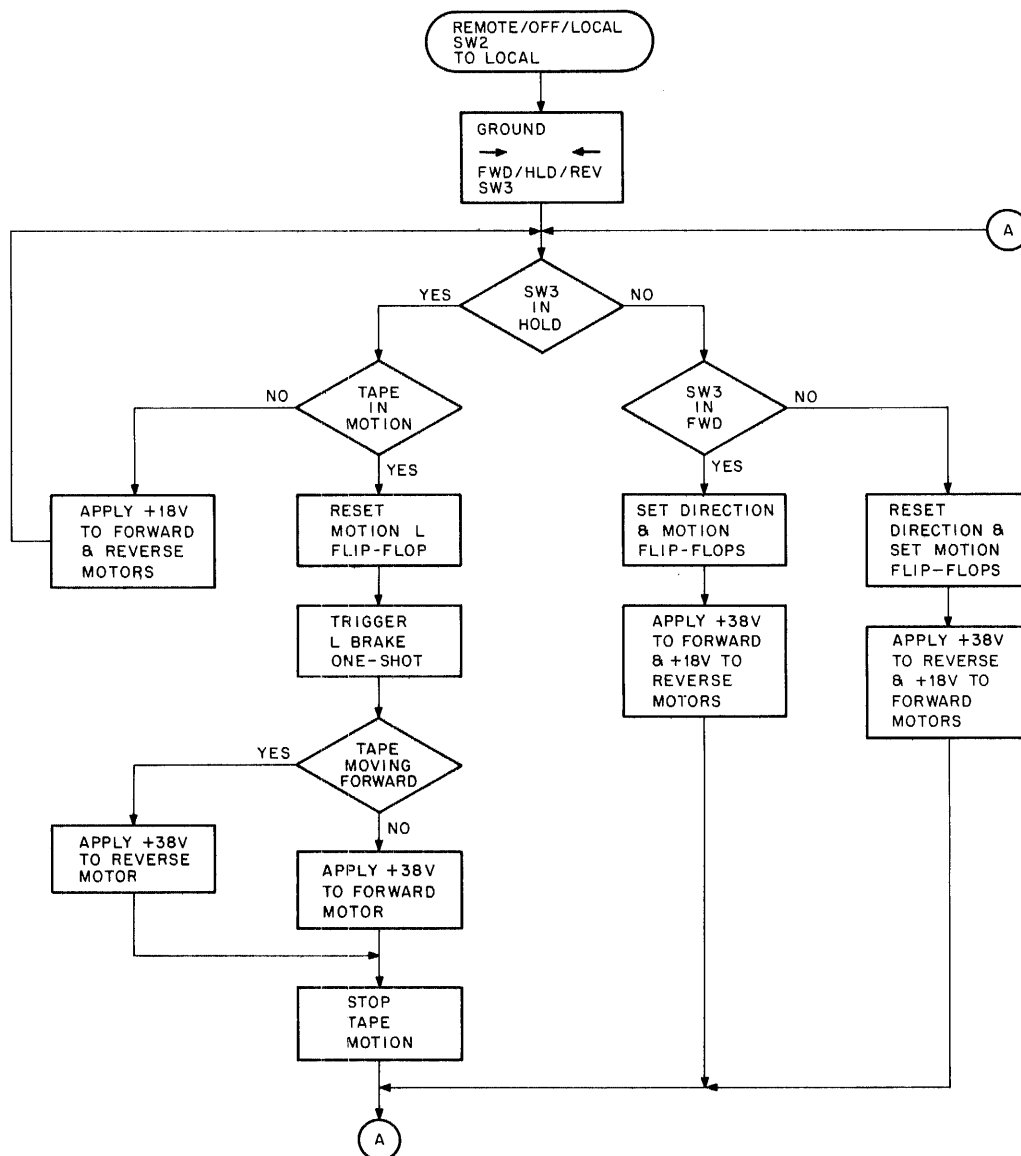 REMOTE/OFF/LOCAL
SW2
TO LOCAL
GROUND
→ ←
FWD/HLD/REV
SW3
A
YES
SW3
IN
HOLD
NO
NO
TAPE
IN
MOTION
YES
SW3
IN
FWD
NO
YES
APPLY +18V
TO FORWARD
& REVERSE
MOTORS
RESET
MOTION L
FLIP-FLOP
SET DIRECTION
& MOTION
FLIP-FLOPS
RESET
DIRECTION &
SET MOTION
FLIP-FLOPS
TRIGGER
L BRAKE
ONE-SHOT
APPLY +38V
TO FORWARD
& +18V TO
REVERSE
MOTORS
APPLY +38V
TO REVERSE
& +18V TO
FORWARD
MOTORS
YES
TAPE
MOVING
FORWARD
NO
APPLY +38V
TO REVERSE
MOTOR
APPLY +38V
TO FORWARD
MOTOR
STOP
TAPE
MOTION
A